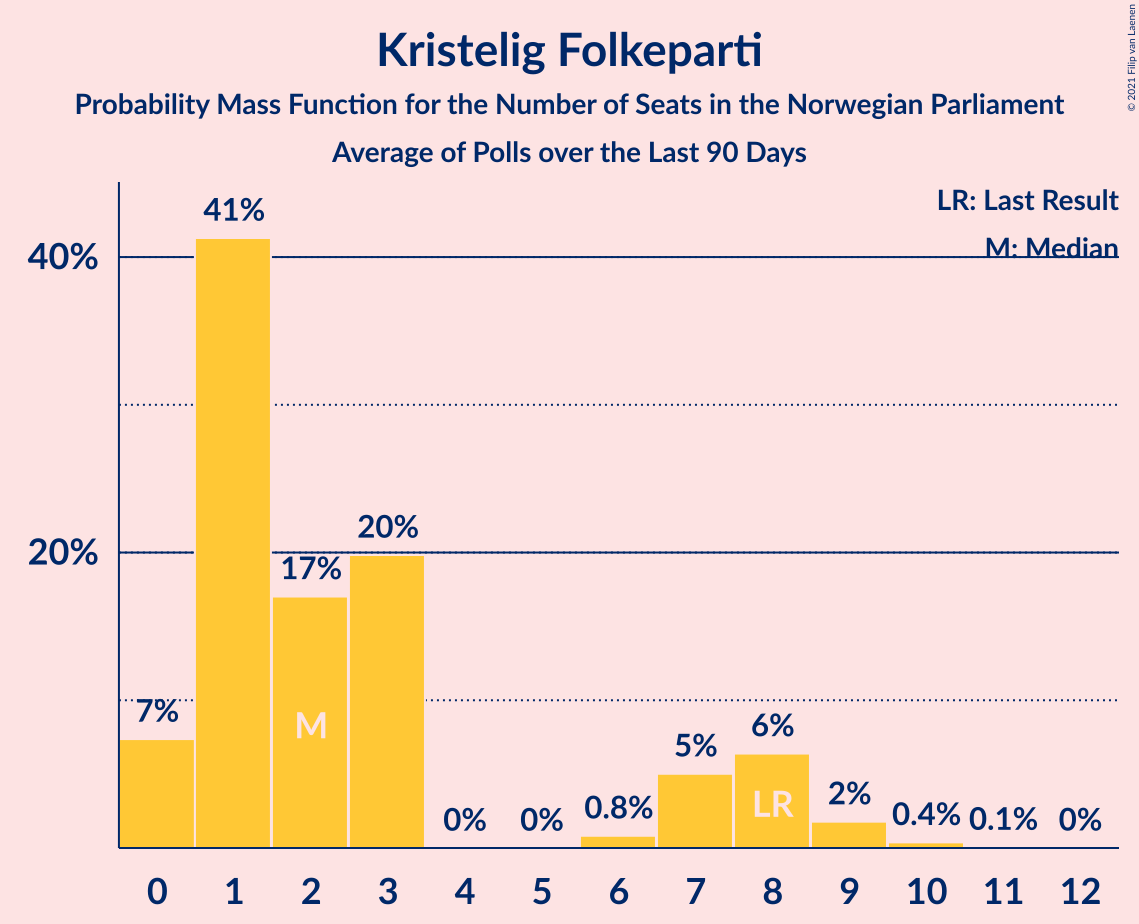 Kristelig Folkeparti
Probability Mass Function for the Number of Seats in the Norwegian Parliament
Average of Polls over the Last 90 Days
© 2021 Filip van Laenen
LR: Last Result
M: Median
40%
20%
7%
41%
17%
20%
0%
0%
0.8%
5%
6%
2%
0.4%
0.1%
0%
M
LR
0 1 2 3 4 5 6 7 8 9 10 11 12